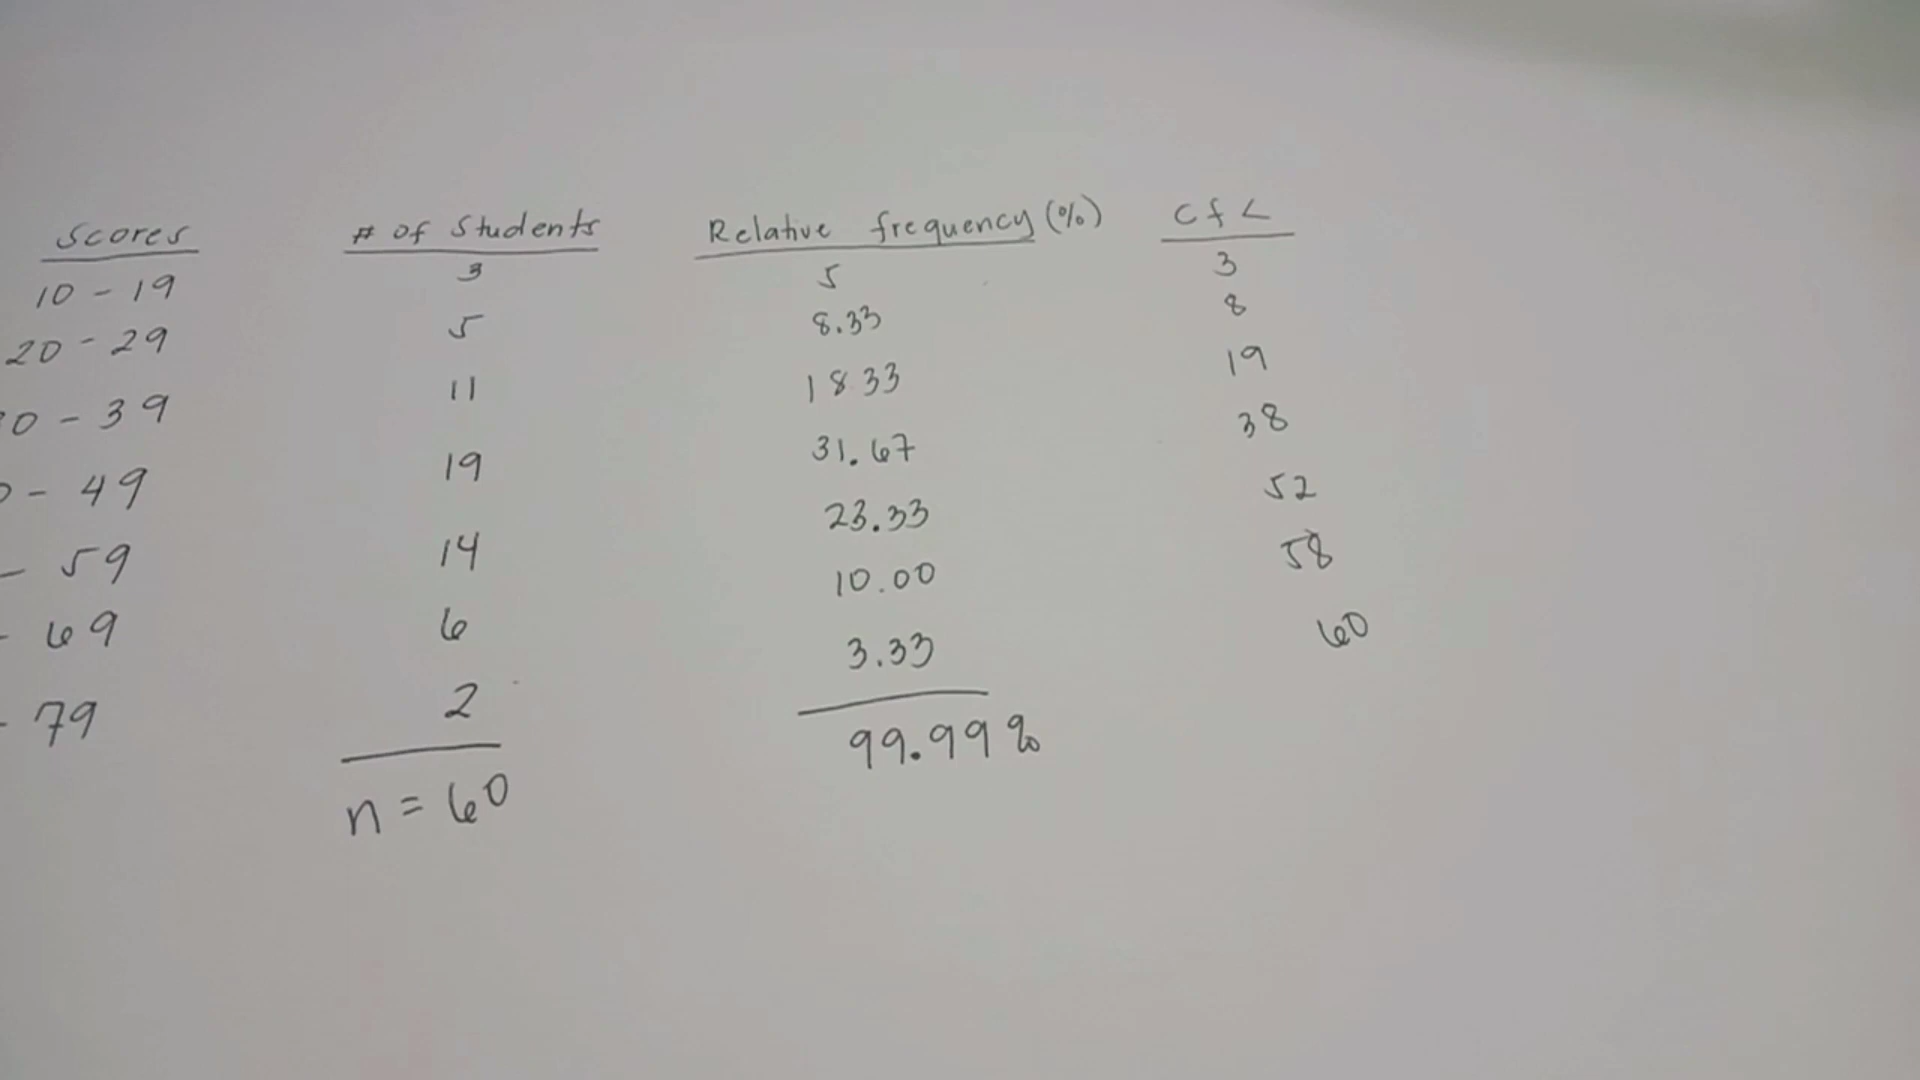 Scores # of Students Relative frequency (%) cf <
10 - 19 3 5 3
20 - 29 5 8.33 8
0 - 39 11 18 33 19
- 49 19 31.67 38
- 59 14 23.33 52
- 69 6 10.00 58
- 79 2 3.33 60
n = 60 99.99 %